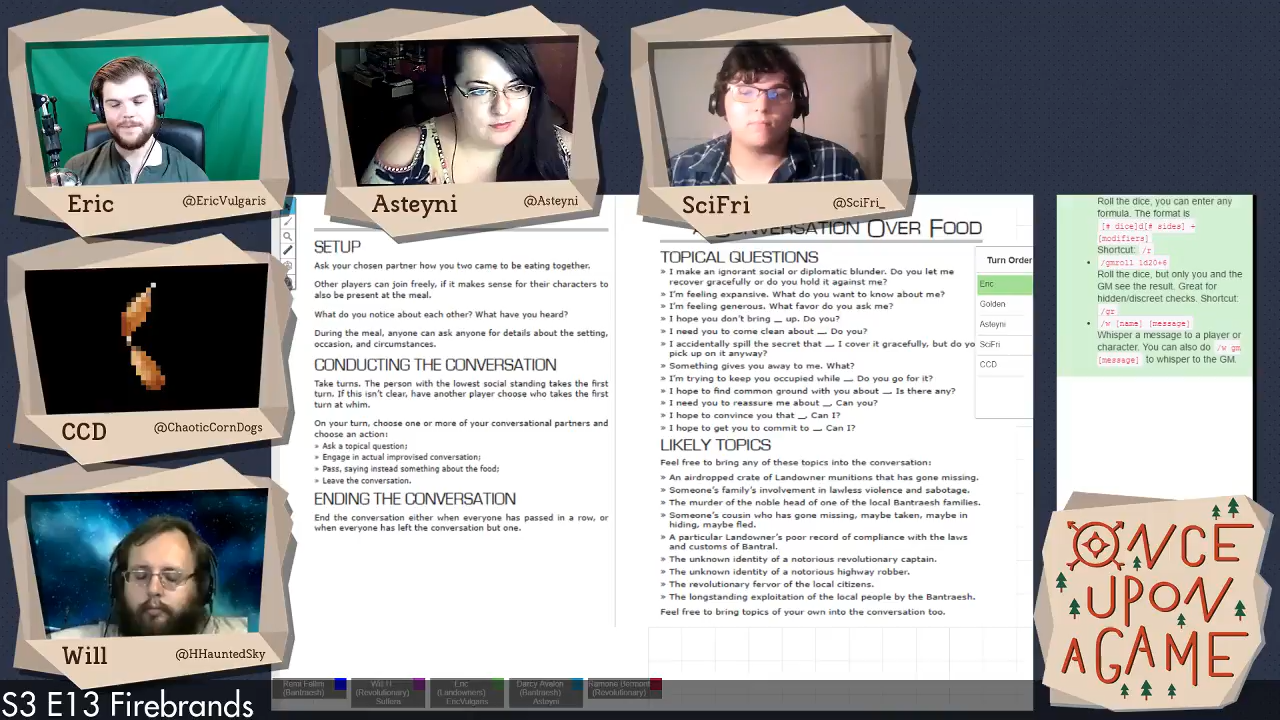 Eric
@EricVulgaris
Asteyni
@Asteyni
SciFri
@SciFri_
CCD
@ChaoticCornDogs
Will
@HHauntedSky
SETUP
Ask your chosen partner how you two came to be eating together.
Other players can join freely, if it makes sense for their characters to
also be present at the meal.
What do you notice about each other? What have you heard?
During the meal, anyone can ask anyone for details about the setting,
occasion, and circumstances.
CONDUCTING THE CONVERSATION
Take turns. The person with the lowest social standing takes the first
turn. If this isn't clear, have another player choose who takes the first
turn at whim.
On your turn, choose one or more of your conversational partners and
choose an action:
» Ask a topical question;
» Engage in actual improvised conversation;
» Pass, saying instead something about the food;
» Leave the conversation.
ENDING THE CONVERSATION
End the conversation either when everyone has passed in a row, or
when everyone has left the conversation but one.
CONVERSATION OVER FOOD
TOPICAL QUESTIONS
» I make an ignorant social or diplomatic blunder. Do you let me
recover gracefully or do you hold it against me?
» I'm feeling expansive. What do you want to know about me?
» I'm feeling generous. What favor do you ask me?
» I hope you don't bring __ up. Do you?
» I need you to come clean about __. Do you?
» I accidentally spill the secret that __. I cover it gracefully, but do yo
pick up on it anyway?
» Something gives you away to me. What?
» I'm trying to keep you occupied while __. Do you go for it?
» I hope to find common ground with you about __. Is there any?
» I need you to reassure me about __. Can you?
» I hope to convince you that __. Can I?
» I hope to get you to commit to __. Can I?
LIKELY TOPICS
Feel free to bring any of these topics into the conversation:
» An airdropped crate of Landowner munitions that has gone missing.
» Someone's family's involvement in lawless violence and sabotage.
» The murder of the noble head of one of the local Bantraesh families.
» Someone's cousin who has gone missing, maybe taken, maybe in
hiding, maybe fled.
» A particular Landowner's poor record of compliance with the laws
and customs of Bantral.
» The unknown identity of a notorious revolutionary captain.
» The unknown identity of a notorious highway robber.
» The revolutionary fervor of the local citizens.
» The longstanding exploitation of the local people by the Bantraesh.
Feel free to bring topics of your own into the conversation too.
Turn Order
Eric
Golden
Asteyni
SciFri
CCD
Roll the dice, you can enter any
formula. The format is
[# dice]d[# sides] +
[modifiers]
Shortcut: /r
• /gmroll 1d20+6
Roll the dice, but only you and the
GM see the result. Great for
hidden/discreet checks. Shortcut:
/gr
• /w [name] [message]
Whisper a message to a player or
character. You can also do /w gm
[message] to whisper to the GM.
(Bantraesh)
(Revolutionary)
Eric
(Landowners)
EricVulgaris
Darcy Avalon
(Bantraesh)
Asteyni
Ramone Bermont
(Revolutionary)
ONCE
UPON
A GAME
S3 E13 Firebrands